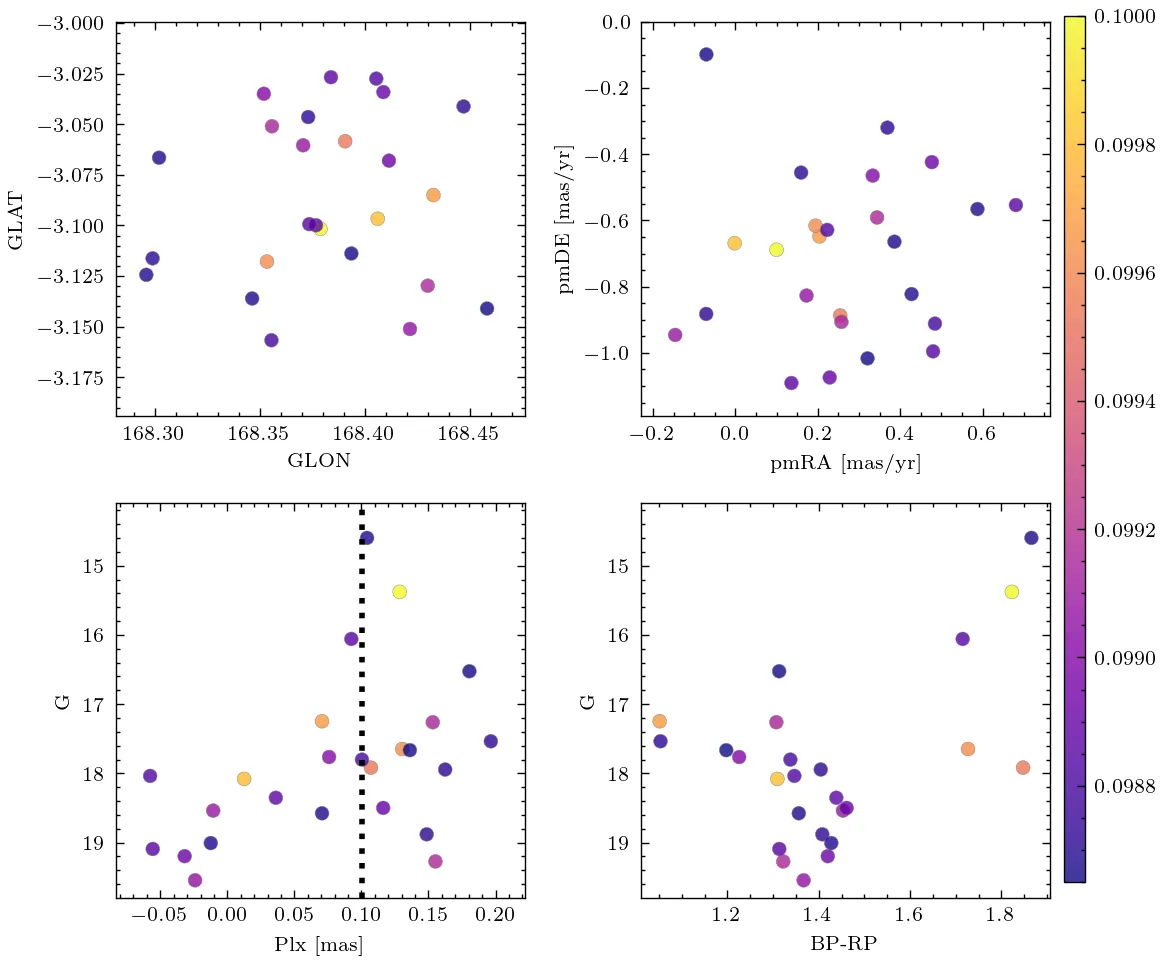 −3.000
−3.025
−3.050
−3.075
−3.100
−3.125
−3.150
−3.175
GLAT
168.30 168.35 168.40 168.45
GLON
0.0
−0.2
−0.4
−0.6
−0.8
−1.0
pmDE [mas/yr]
−0.2 0.0 0.2 0.4 0.6
pmRA [mas/yr]
0.1000
0.0998
0.0996
0.0994
0.0992
0.0990
0.0988
15
16
17
18
19
G
−0.05 0.00 0.05 0.10 0.15 0.20
Plx [mas]
15
16
17
18
19
G
1.2 1.4 1.6 1.8
BP-RP